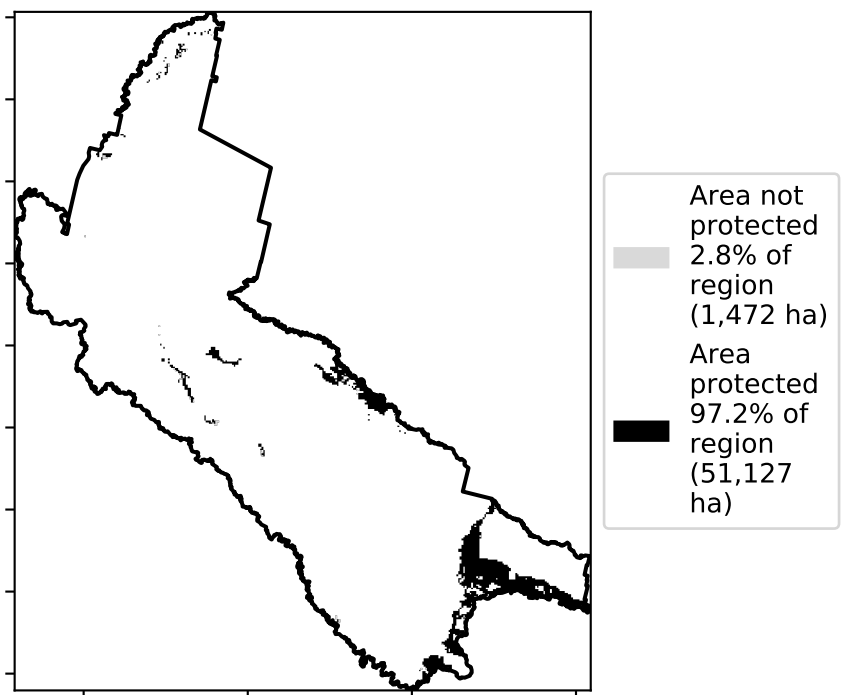 Area not
protected
2.8% of
region
(1,472 ha)
Area
protected
97.2% of
region
(51,127
ha)